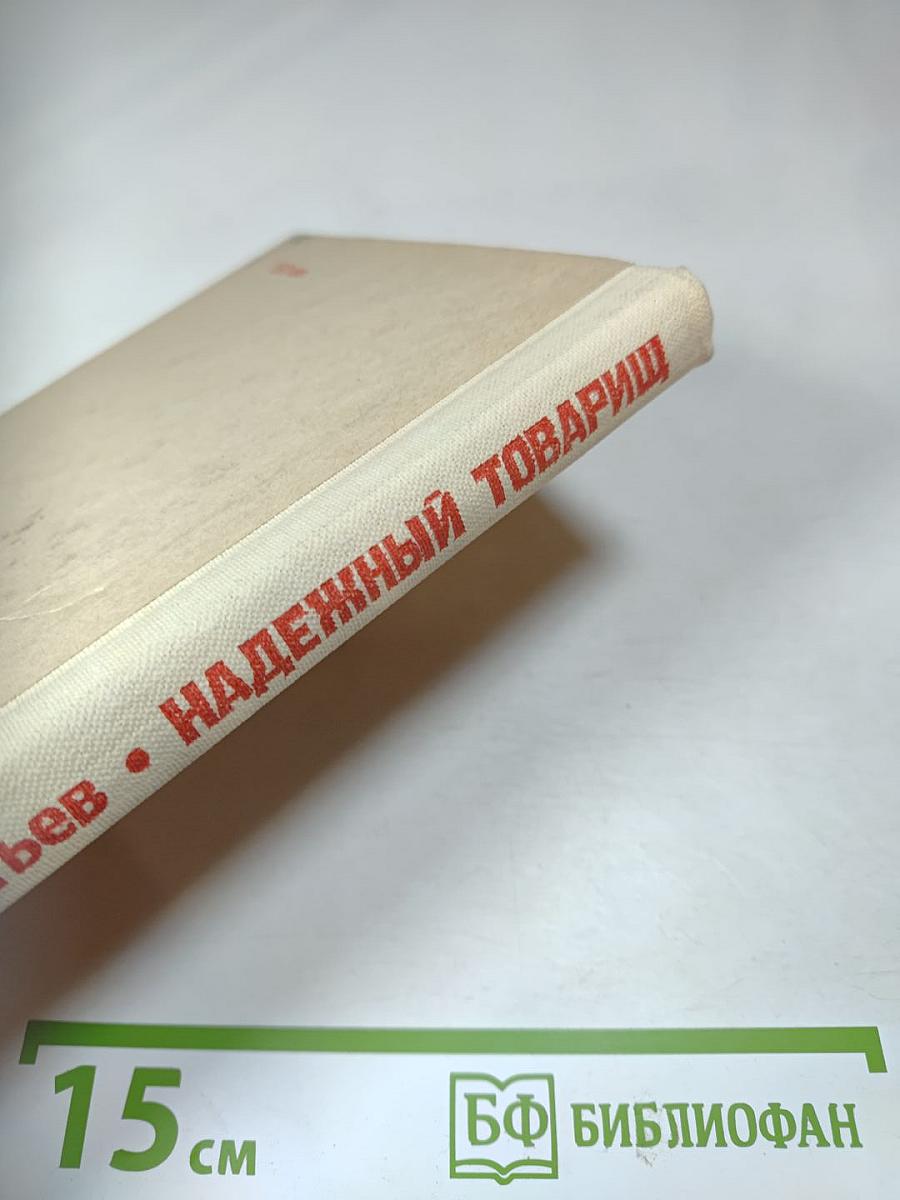 ьев • НАДЕЖНЫЙ ТОВАРИЩ
15 см
БФ БИБЛИОФАН